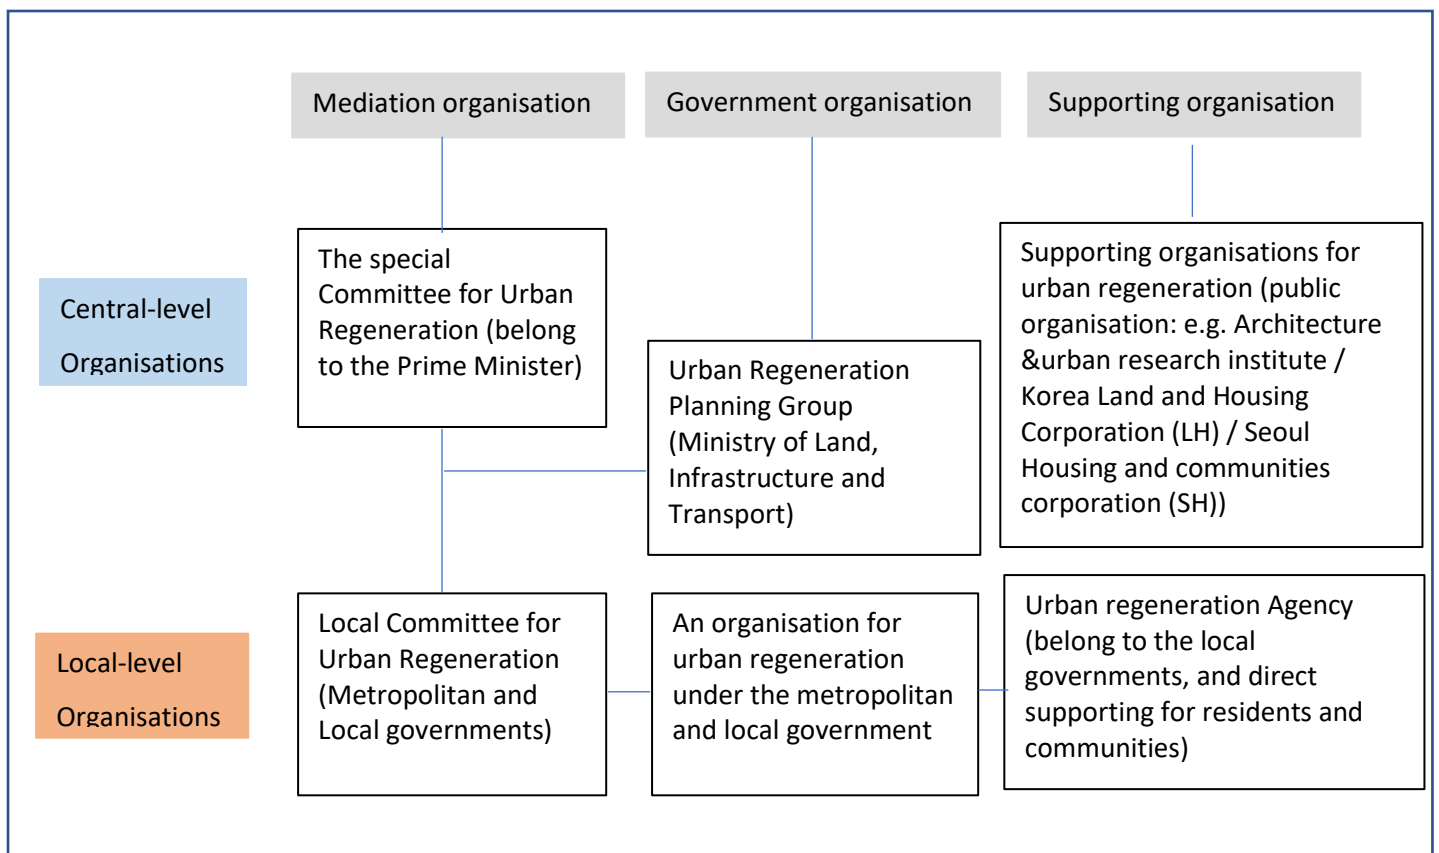 Mediation organisation
Government organisation
Supporting organisation
Central-level
Organisations
The special
Committee for Urban
Regeneration (belong
to the Prime Minister)
Urban Regeneration
Planning Group
(Ministry of Land,
Infrastructure and
Transport)
Supporting organisations for
urban regeneration (public
organisation: e.g. Architecture
&urban research institute /
Korea Land and Housing
Corporation (LH) / Seoul
Housing and communities
corporation (SH))
Local-level
Organisations
Local Committee for
Urban Regeneration
(Metropolitan and
Local governments)
An organisation for
urban regeneration
under the metropolitan
and local government
Urban regeneration Agency
(belong to the local
governments, and direct
supporting for residents and
communities)